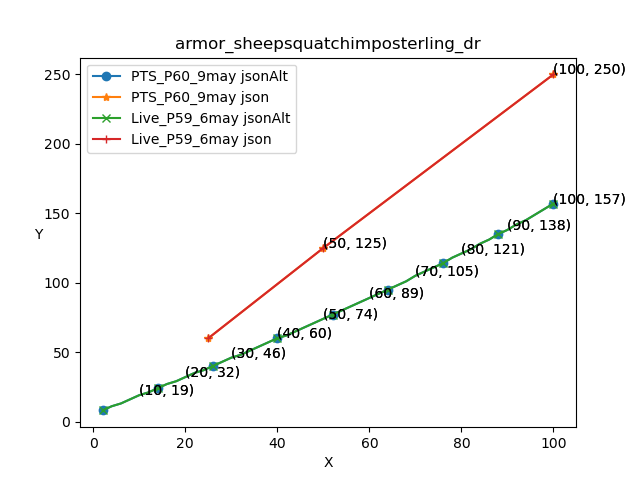 armor_sheepsquatchimposterling_dr
PTS_P60_9may jsonAlt
PTS_P60_9may json
Live_P59_6may jsonAlt
Live_P59_6may json
(100, 250)
(50, 125)
(100, 157)
(90, 138)
(80, 121)
(70, 105)
(60, 89)
(50, 74)
(40, 60)
(30, 46)
(20, 32)
(10, 19)
Y
250
200
150
100
50
0
0 20 40 60 80 100
X